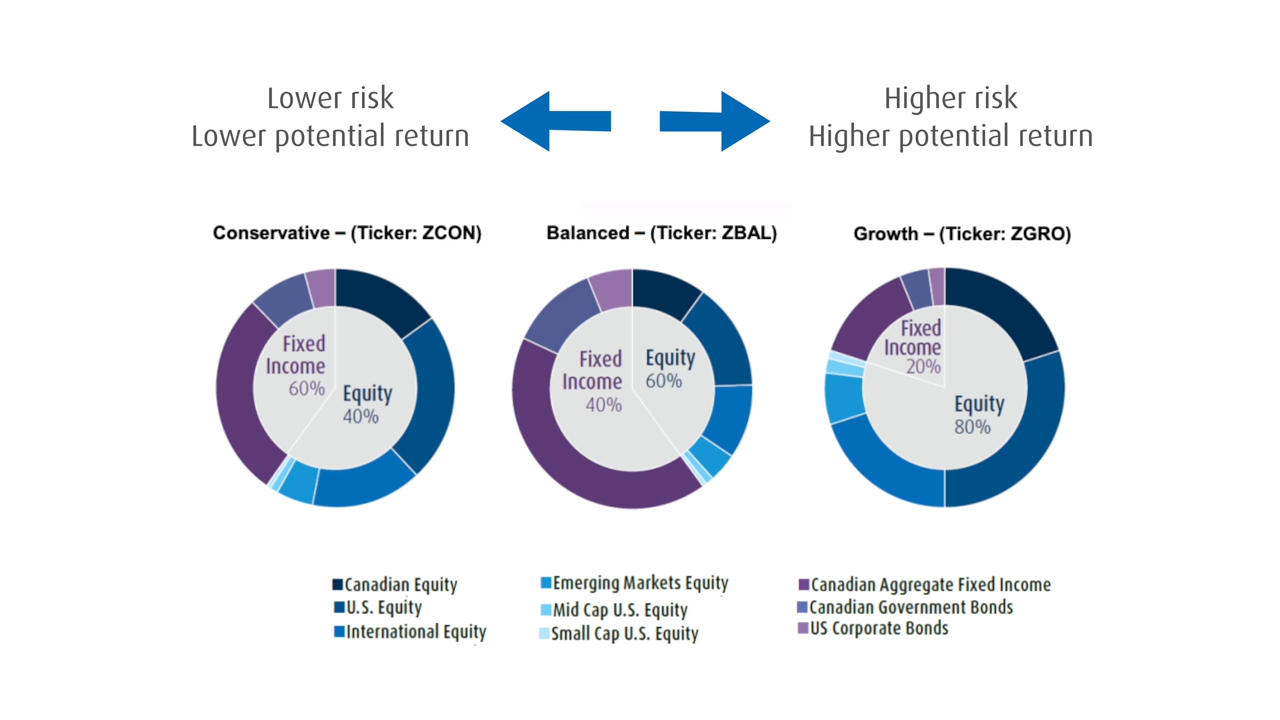 Lower risk
Lower potential return
Higher risk
Higher potential return
Conservative – (Ticker: ZCON)
Balanced – (Ticker: ZBAL)
Growth – (Ticker: ZGRO)
Fixed
Income
60%
Equity
40%
Fixed
Income
40%
Equity
60%
Fixed
Income
20%
Equity
80%
Canadian Equity
U.S. Equity
International Equity
Emerging Markets Equity
Mid Cap U.S. Equity
Small Cap U.S. Equity
Canadian Aggregate Fixed Income
Canadian Government Bonds
US Corporate Bonds